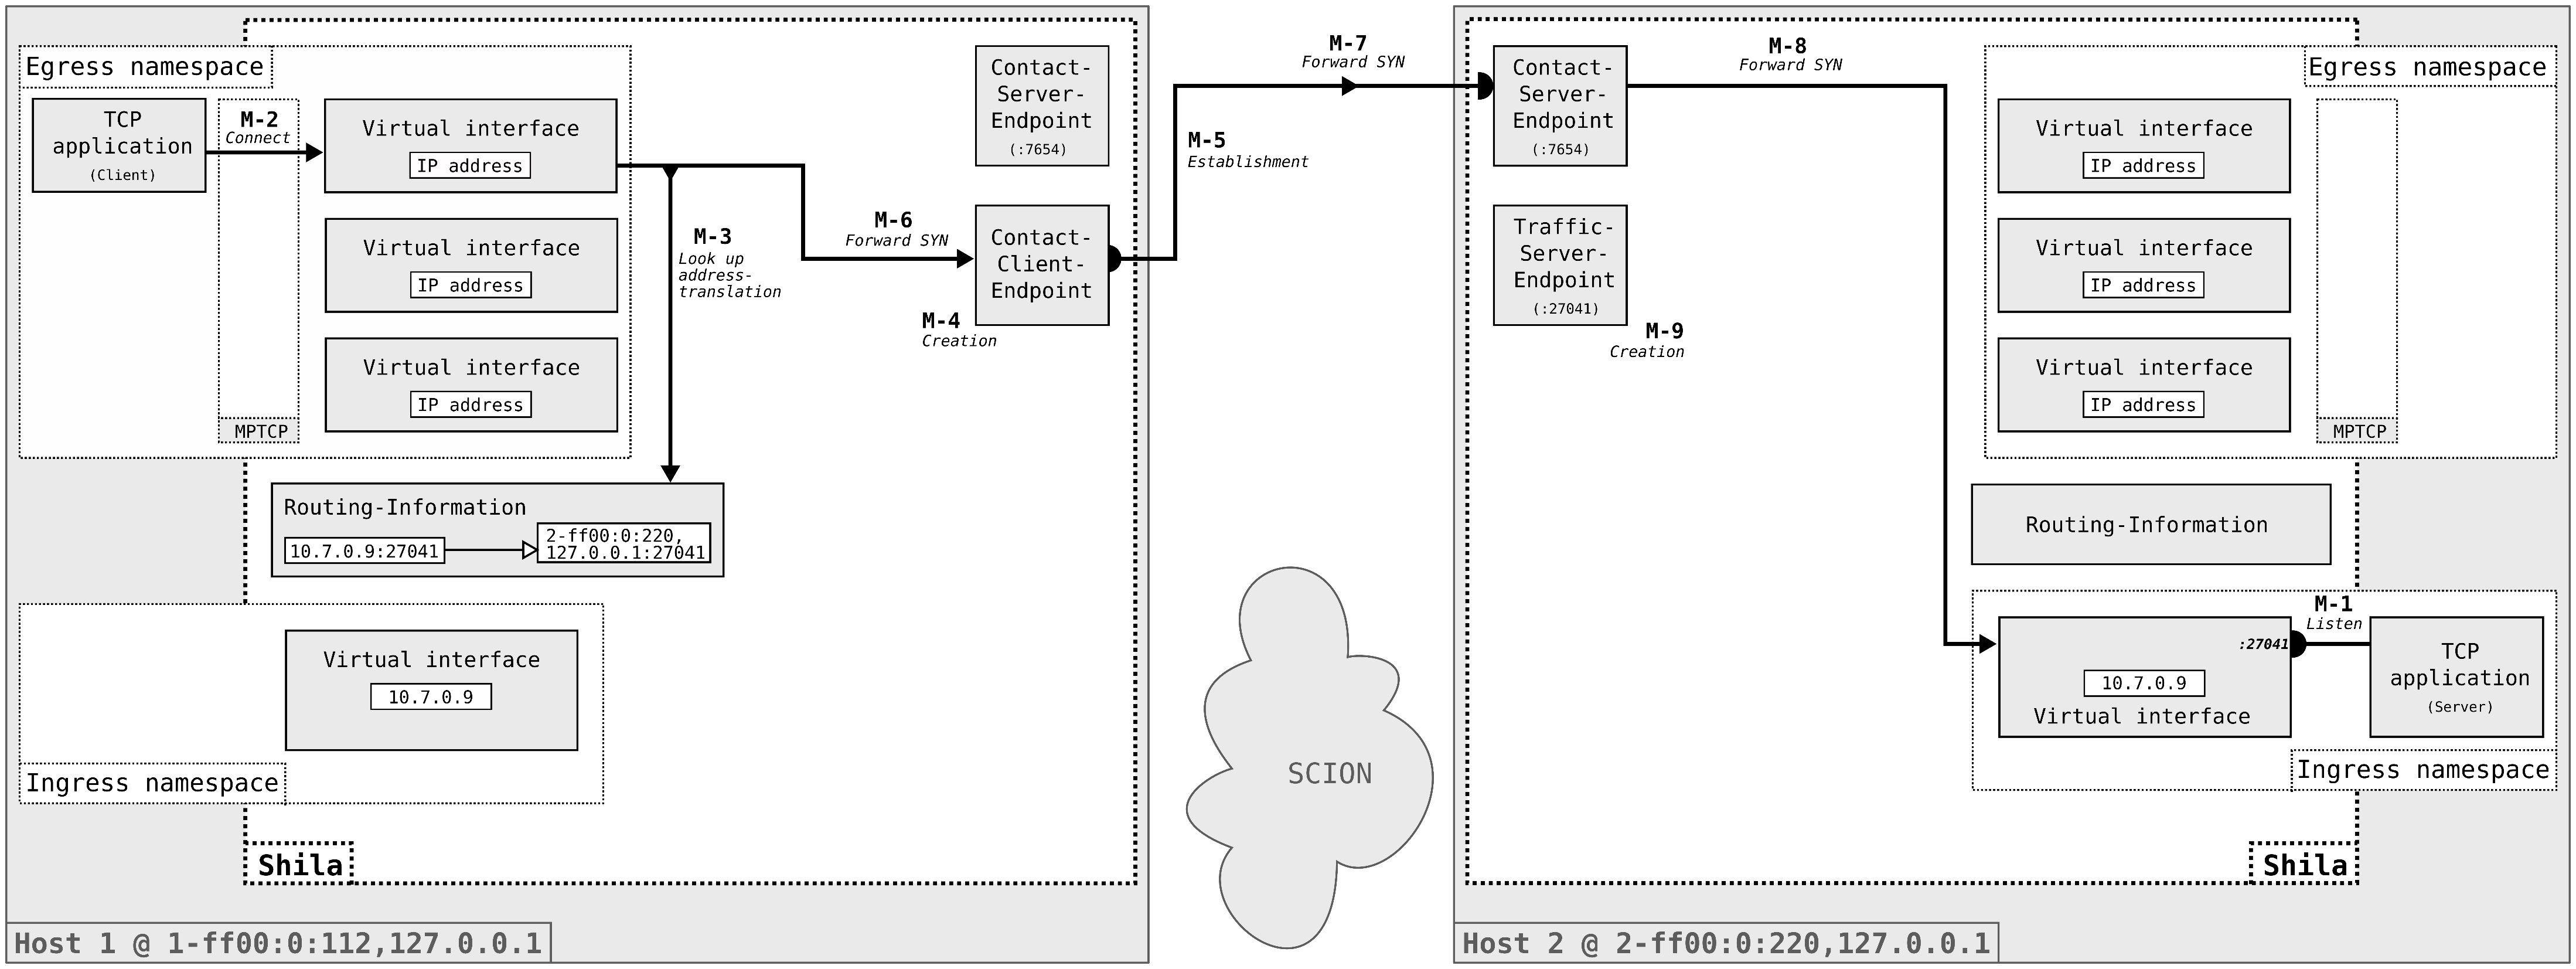 Egress namespace
TCP
application
(Client)
M-2
Connect
MPTCP
Virtual interface
IP address
Virtual interface
IP address
Virtual interface
IP address
M-3
Look up
address-
translation
M-6
Forward SYN
Contact-
Server-
Endpoint
(:7654)
Contact-
Client-
Endpoint
M-4
Creation
Routing-Information
10.7.0.9:27041
2-ff00:0:220,
127.0.0.1:27041
Virtual interface
10.7.0.9
Ingress namespace
Shila
Host 1 @ 1-ff00:0:112,127.0.0.1
M-7
Forward SYN
M-5
Establishment
SCION
Contact-
Server-
Endpoint
(:7654)
M-8
Forward SYN
Traffic-
Server-
Endpoint
(:27041)
M-9
Creation
Egress namespace
Virtual interface
IP address
Virtual interface
IP address
Virtual interface
IP address
MPTCP
Routing-Information
M-1
Listen
:27041
10.7.0.9
Virtual interface
TCP
application
(Server)
Ingress namespace
Shila
Host 2 @ 2-ff00:0:220,127.0.0.1